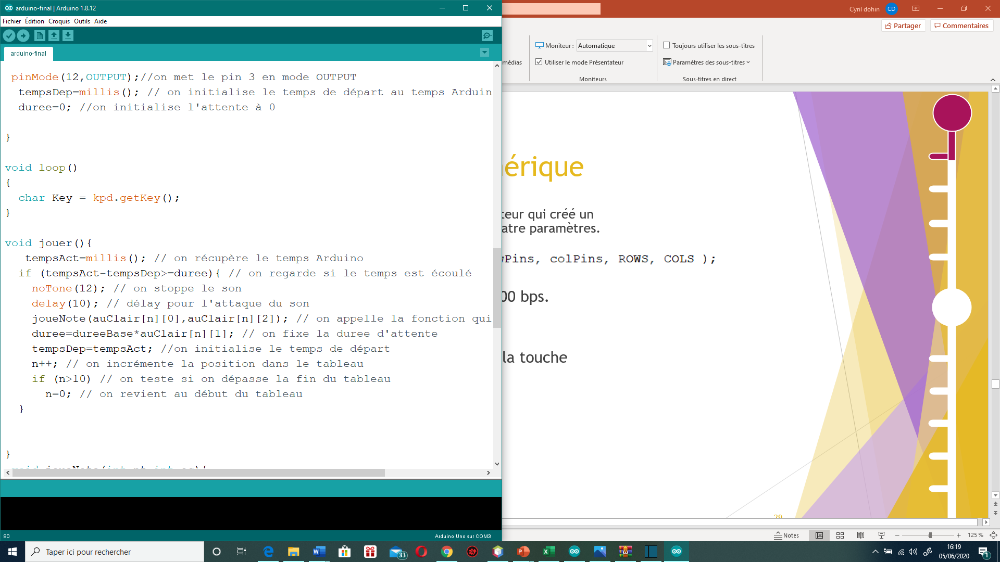 arduino-final | Arduino 1.8.12
Fichier Édition Croquis Outils Aide
arduino-final
pinMode(12,OUTPUT);//on met le pin 3 en mode OUTPUT
tempsDep=millis(); // on initialise le temps de départ au temps Arduin
duree=0; //on initialise l'attente à 0
}
void loop()
{
char Key = kpd.getKey();
}
void jouer(){
tempsAct=millis(); // on récupère le temps Arduino
if (tempsAct-tempsDep>=duree){ // on regarde si le temps est écoulé
noTone(12); // on stoppe le son
delay(10); // délay pour l'attaque du son
joueNote(auClair[n][0],auClair[n][2]); // on appelle la fonction qui
duree=dureeBase*auClair[n][1]; // on fixe la duree d'attente
tempsDep=tempsAct; //on initialise le temps de départ
n++; // on incrémente la position dans le tableau
if (n>10) // on teste si on dépasse la fin du tableau
n=0; // on revient au début du tableau
}
}
80
Arduino Uno sur COM3
Cyril dohin CD
Partager Commentaires
Moniteur : Automatique
médias Utiliser le mode Présentateur
Moniteurs
Toujours utiliser les sous-titres
Paramètres des sous-titres
Sous-titres en direct
érique
teur qui créé un
atre paramètres.
Pins, colPins, ROWS, COLS );
00 bps.
la touche
Notes
125 %
Taper ici pour rechercher
33
16:19
05/06/2020
1